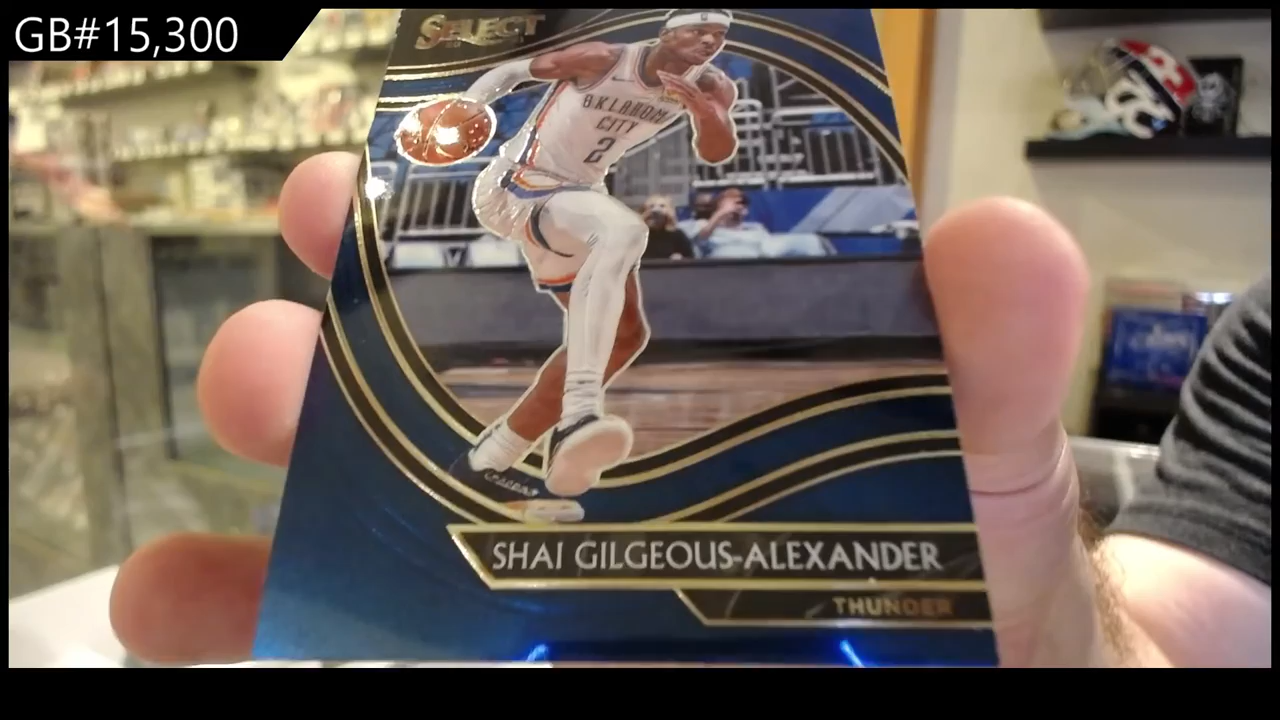 GB#15,300
SELECT
OKLAHOMA
CITY
2
SHAI GILGEOUS-ALEXANDER
THUNDER